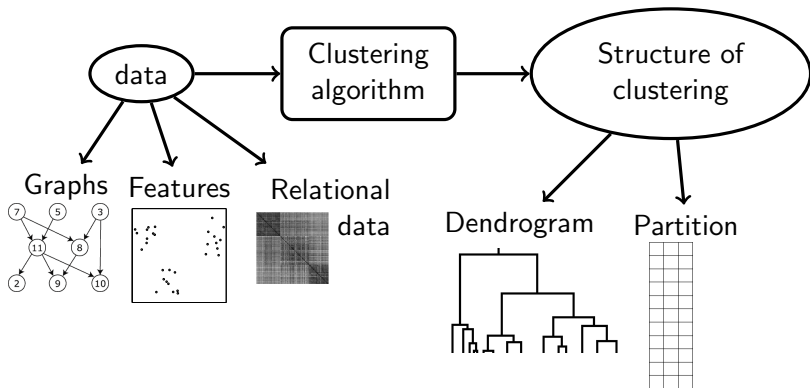 data
Clustering
algorithm
Structure of
clustering
Graphs
Features
Relational
data
Dendrogram
Partition
7 5 3
11 8
2 9 10